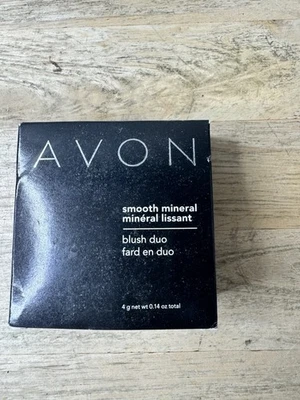 AVON
smooth mineral
minéral lissant
blush duo
fard en duo
4 g net wt 0.14 oz total